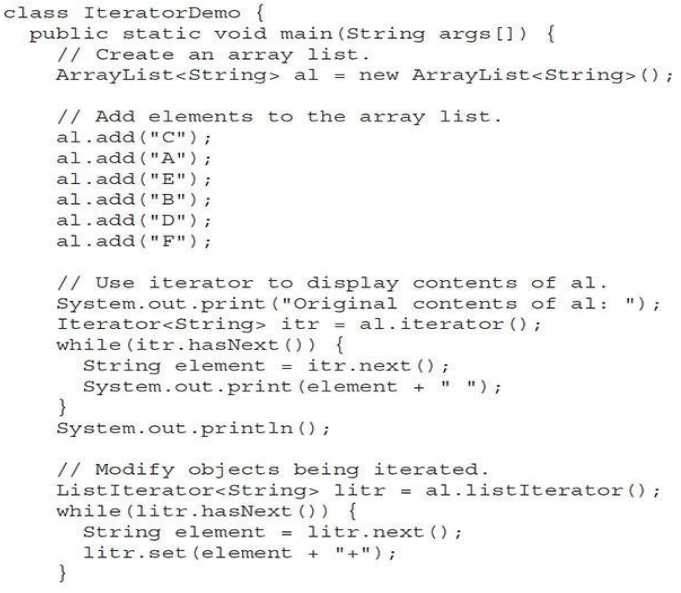 class IteratorDemo {
  public static void main(String args[]) {
    // Create an array list.
    ArrayList<String> al = new ArrayList<String>();

    // Add elements to the array list.
    al.add("C");
    al.add("A");
    al.add("E");
    al.add("B");
    al.add("D");
    al.add("F");

    // Use iterator to display contents of al.
    System.out.print("Original contents of al: ");
    Iterator<String> itr = al.iterator();
    while(itr.hasNext()) {
      String element = itr.next();
      System.out.print(element + " ");
    }
    System.out.println();

    // Modify objects being iterated.
    ListIterator<String> litr = al.listIterator();
    while(litr.hasNext()) {
      String element = litr.next();
      litr.set(element + "+");
    }